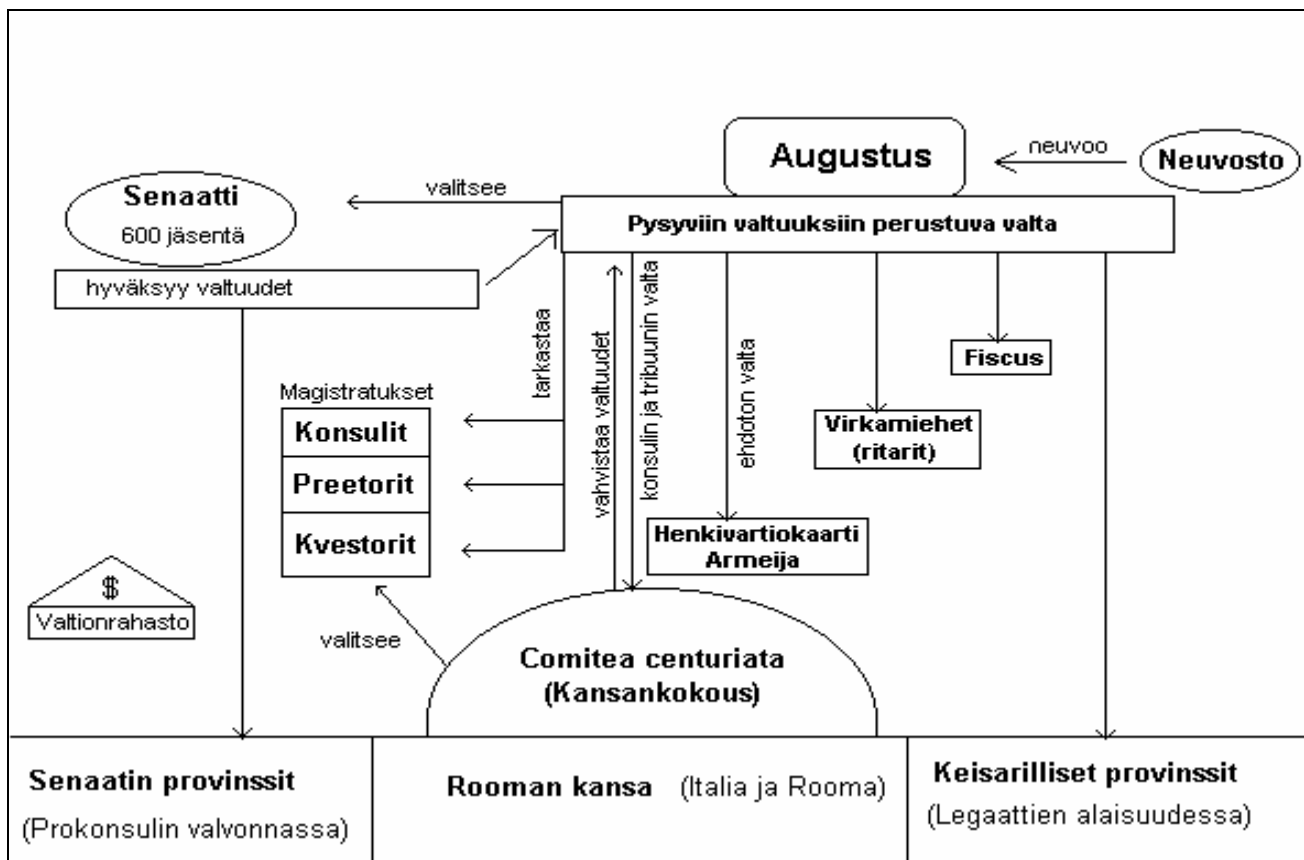 Augustus
neuvoo
Neuvosto
Senaatti
600 jäsentä
valitsee
Pysyviin valtuuksiin perustuva valta
hyväksyy valtuudet
tarkastaa
vahvistaa valtuudet
konsulin ja tribuunin valta
ehdoton valta
Fiscus
Magistratukset
Konsulit
Preetorit
Kvestorit
Virkamiehet
(ritarit)
Henkivartiokaarti
Armeija
$
Valtionrahasto
valitsee
Comitea centuriata
(Kansankokous)
Senaatin provinssit
(Prokonsulin valvonnassa)
Rooman kansa (Italia ja Rooma)
Keisarilliset provinssit
(Legaattien alaisuudessa)